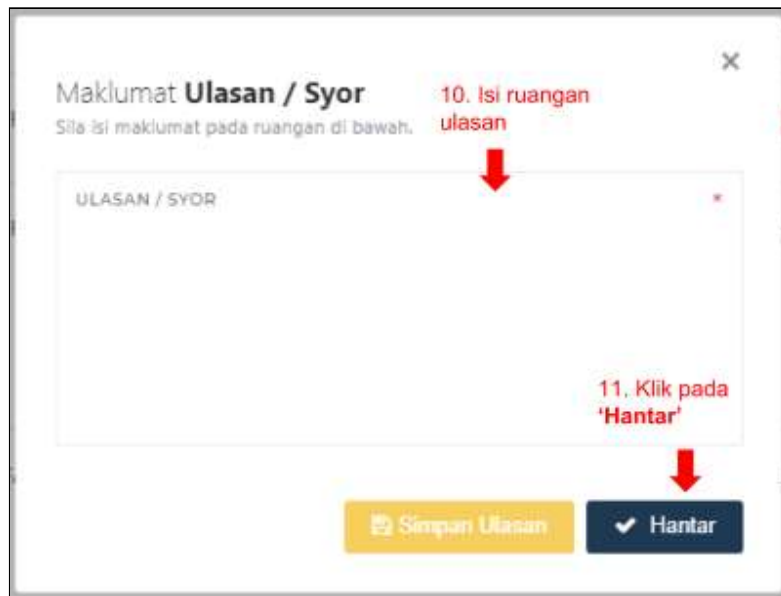 ×
Maklumat Ulasan / Syor
Sila isi maklumat pada ruangan di bawah.
10. Isi ruangan
ulasan
ULASAN / SYOR *
11. Klik pada
‘Hantar’
Simpan Ulasan
Hantar